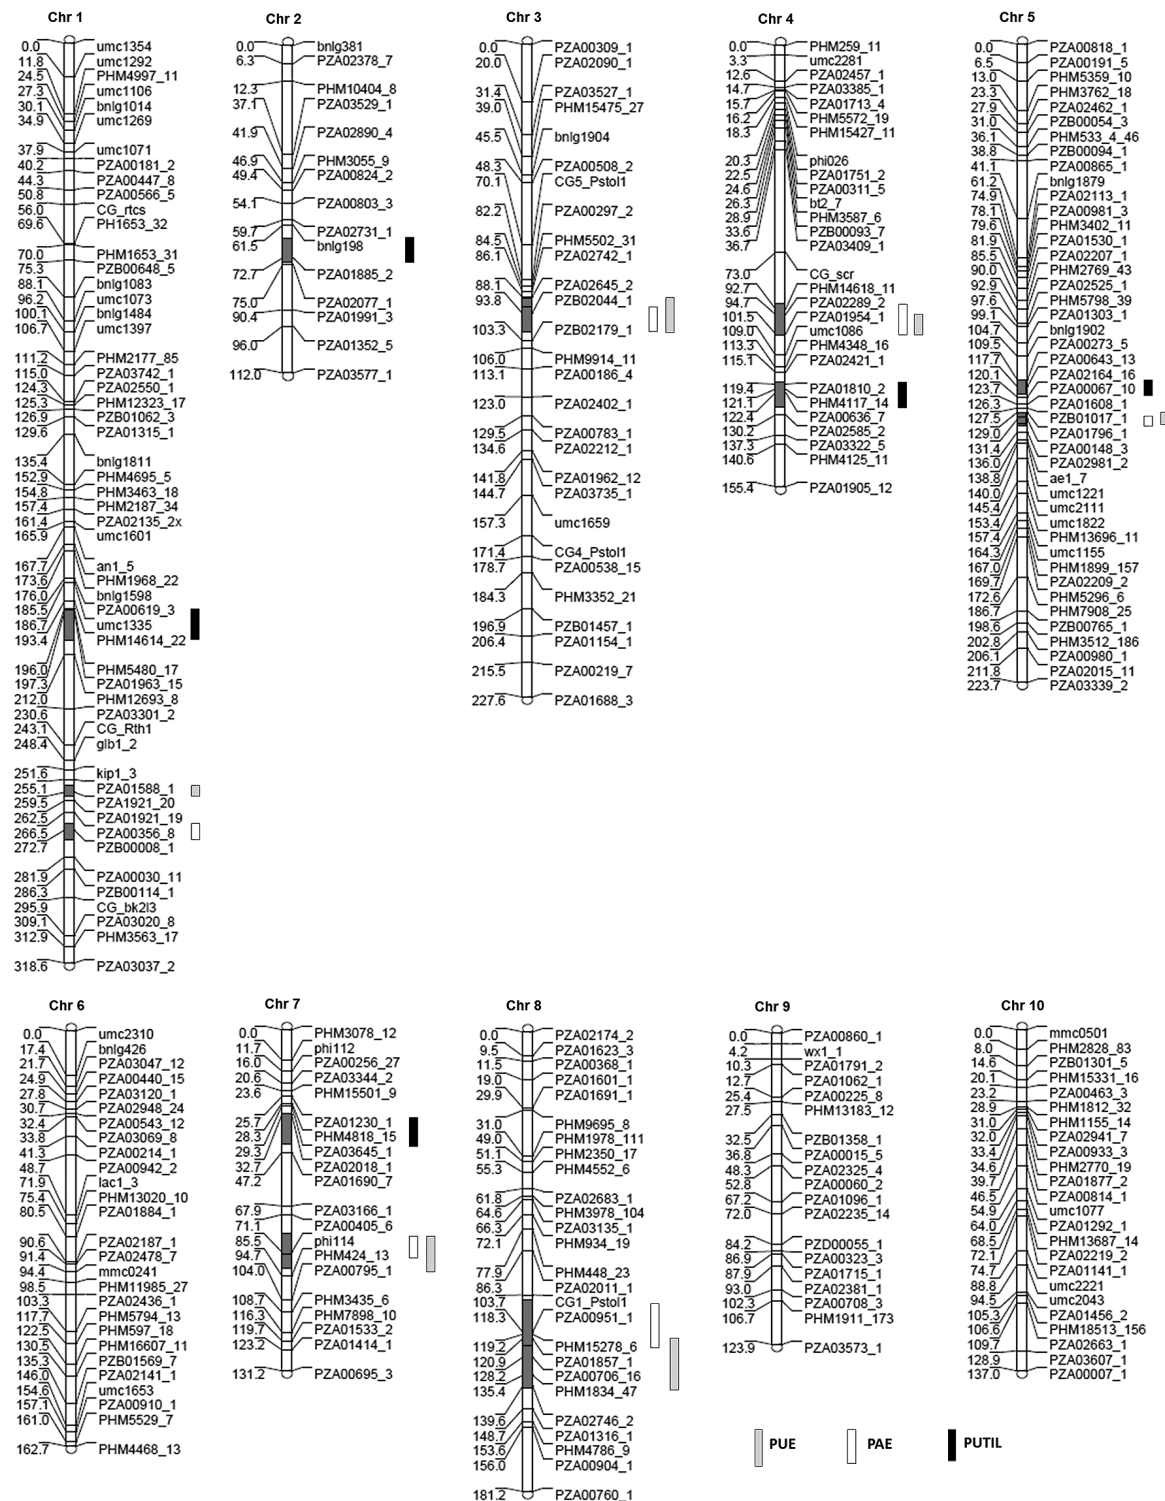 Chr 1
0.0 umc1354
11.8 umc1292
24.5 PHM4997_11
27.3 umc1106
30.1 bnlg1014
34.9 umc1269
37.9 umc1071
40.2 PZA00181_2
44.3 PZA00447_8
50.8 PZA00566_5
56.0 CG_rtcs
69.6 PH1653_32
70.0 PHM1653_31
75.3 PZB00648_5
88.1 bnlg1083
96.2 umc1073
100.1 bnlg1484
106.7 umc1397
111.2 PHM2177_85
115.0 PZA03742_1
124.3 PZA02550_1
125.3 PHM12323_17
126.9 PZB01062_3
129.6 PZA01315_1
135.4 bnlg1811
152.9 PHM4695_5
154.8 PHM3463_18
157.4 PHM2187_34
161.4 PZA02135_2x
165.9 umc1601
167.7 an1_5
173.6 PHM1968_22
176.0 bnlg1598
185.5 PZA00619_3
186.7 umc1335
193.4 PHM14614_22
196.0 PHM5480_17
197.3 PZA01963_15
212.0 PHM12693_8
230.6 PZA03301_2
243.1 CG_Rth1
248.4 glb1_2
251.6 kip1_3
255.1 PZA01588_1
259.5 PZA1921_20
262.5 PZA01921_19
266.5 PZA00356_8
272.7 PZB00008_1
281.9 PZA00030_11
286.3 PZB00114_1
295.9 CG_bk2l3
309.1 PZA03020_8
312.9 PHM3563_17
318.6 PZA03037_2
Chr 2
0.0 bnlg381
6.3 PZA02378_7
12.3 PHM10404_8
37.1 PZA03529_1
41.9 PZA02890_4
46.9 PHM3055_9
49.4 PZA00824_2
54.1 PZA00803_3
59.7 PZA02731_1
61.5 bnlg198
72.7 PZA01885_2
75.0 PZA02077_1
90.4 PZA01991_3
96.0 PZA01352_5
112.0 PZA03577_1
Chr 3
0.0 PZA00309_1
20.0 PZA02090_1
31.4 PZA03527_1
39.0 PHM15475_27
45.5 bnlg1904
48.3 PZA00508_2
70.1 CG5_Pstol1
82.2 PZA00297_2
84.5 PHM5502_31
86.1 PZA02742_1
88.1 PZA02645_2
93.8 PZB02044_1
103.3 PZB02179_1
106.0 PHM9914_11
113.1 PZA00186_4
123.0 PZA02402_1
129.5 PZA00783_1
134.6 PZA02212_1
141.8 PZA01962_12
144.7 PZA03735_1
157.3 umc1659
171.4 CG4_Pstol1
178.7 PZA00538_15
184.3 PHM3352_21
196.9 PZB01457_1
206.4 PZA01154_1
215.5 PZA00219_7
227.6 PZA01688_3
Chr 4
0.0 PHM259_11
3.3 umc2281
12.6 PZA02457_1
14.7 PZA03385_1
15.7 PZA01713_4
16.2 PHM5572_19
18.3 PHM15427_11
20.3 phi026
22.5 PZA01751_2
24.6 PZA00311_5
26.3 bt2_7
28.9 PHM3587_6
33.6 PZB00093_7
36.7 PZA03409_1
73.0 CG_scr
92.7 PHM14618_11
94.7 PZA02289_2
101.5 PZA01954_1
109.0 umc1086
113.3 PHM4348_16
115.1 PZA02421_1
119.4 PZA01810_2
121.1 PHM4117_14
122.4 PZA00636_7
130.2 PZA02585_2
137.3 PZA03322_5
140.6 PHM4125_11
155.4 PZA01905_12
Chr 5
0.0 PZA00818_1
6.5 PZA00191_5
13.0 PHM5359_10
23.3 PHM3762_18
27.9 PZA02462_1
31.0 PZB00054_3
36.1 PHM533_4_46
38.8 PZB00094_1
41.1 PZA00865_1
61.2 bnlg1879
74.9 PZA02113_1
78.1 PZA00981_3
79.6 PHM3402_11
81.9 PZA01530_1
85.5 PZA02207_1
90.0 PHM2769_43
92.9 PZA02525_1
97.6 PHM5798_39
99.1 PZA01303_1
104.7 bnlg1902
109.5 PZA00273_5
117.7 PZA00643_13
120.1 PZA02164_16
123.7 PZA00067_10
126.3 PZA01608_1
127.5 PZB01017_1
129.0 PZA01796_1
131.4 PZA00148_3
136.0 PZA02981_2
138.8 ae1_7
140.0 umc1221
145.4 umc2111
153.4 umc1822
157.4 PHM13696_11
164.3 umc1155
167.0 PHM1899_157
169.7 PZA02209_2
172.6 PHM5296_6
186.7 PHM7908_25
198.6 PZB00765_1
202.8 PHM3512_186
206.1 PZA00980_1
211.8 PZA02015_11
223.7 PZA03339_2
Chr 6
0.0 umc2310
17.4 bnlg426
21.7 PZA03047_12
24.9 PZA00440_15
27.8 PZA03120_1
30.7 PZA02948_24
32.4 PZA00543_12
33.8 PZA03069_8
41.3 PZA00214_1
48.7 PZA00942_2
71.9 lac1_3
75.4 PHM13020_10
80.5 PZA01884_1
90.6 PZA02187_1
91.4 PZA02478_7
94.4 mmc0241
98.5 PHM11985_27
103.3 PZA02436_1
117.7 PHM5794_13
122.5 PHM597_18
130.5 PHM16607_11
135.3 PZB01569_7
146.0 PZA02141_1
154.6 umc1653
157.1 PZA00910_1
161.0 PHM5529_7
162.7 PHM4468_13
Chr 7
0.0 PHM3078_12
11.7 phi112
16.0 PZA00256_27
20.6 PZA03344_2
23.6 PHM15501_9
25.7 PZA01230_1
28.3 PHM4818_15
29.3 PZA03645_1
32.7 PZA02018_1
47.2 PZA01690_7
67.9 PZA03166_1
71.1 PZA00405_6
85.5 phi114
94.7 PHM424_13
104.0 PZA00795_1
108.7 PHM3435_6
116.3 PHM7898_10
119.7 PZA01533_2
123.2 PZA01414_1
131.2 PZA00695_3
Chr 8
0.0 PZA02174_2
9.5 PZA01623_3
11.5 PZA00368_1
19.0 PZA01601_1
29.9 PZA01691_1
31.0 PHM9695_8
49.0 PHM1978_111
51.1 PHM2350_17
55.3 PHM4552_6
61.8 PZA02683_1
64.6 PHM3978_104
66.3 PZA03135_1
72.1 PHM934_19
77.9 PHM448_23
86.3 PZA02011_1
103.7 CG1_Pstol1
118.3 PZA00951_1
119.2 PHM15278_6
120.9 PZA01857_1
128.2 PZA00706_16
135.4 PHM1834_47
139.6 PZA02746_2
148.7 PZA01316_1
153.6 PHM4786_9
156.0 PZA00904_1
181.2 PZA00760_1
Chr 9
0.0 PZA00860_1
4.2 wx1_1
10.3 PZA01791_2
12.7 PZA01062_1
25.4 PZA00225_8
27.5 PHM13183_12
32.5 PZB01358_1
36.8 PZA00015_5
48.3 PZA02325_4
52.8 PZA00060_2
67.2 PZA01096_1
72.0 PZA02235_14
84.2 PZD00055_1
86.9 PZA00323_3
87.9 PZA01715_1
93.0 PZA02381_1
102.3 PZA00708_3
106.7 PHM1911_173
123.9 PZA03573_1
Chr 10
0.0 mmc0501
8.0 PHM2828_83
14.6 PZB01301_5
20.1 PHM15331_16
23.2 PZA00463_3
28.9 PHM1812_32
31.0 PHM1155_14
32.0 PZA02941_7
33.4 PZA00933_3
34.6 PHM2770_19
39.7 PZA01877_2
46.5 PZA00814_1
54.9 umc1077
64.0 PZA01292_1
68.5 PHM13687_14
72.1 PZA02219_2
74.7 PZA01141_1
88.8 umc2221
94.5 umc2043
105.3 PZA01456_2
106.6 PHM18513_156
109.7 PZA02663_1
128.9 PZA03607_1
137.0 PZA00007_1
PUE PAE PUTIL